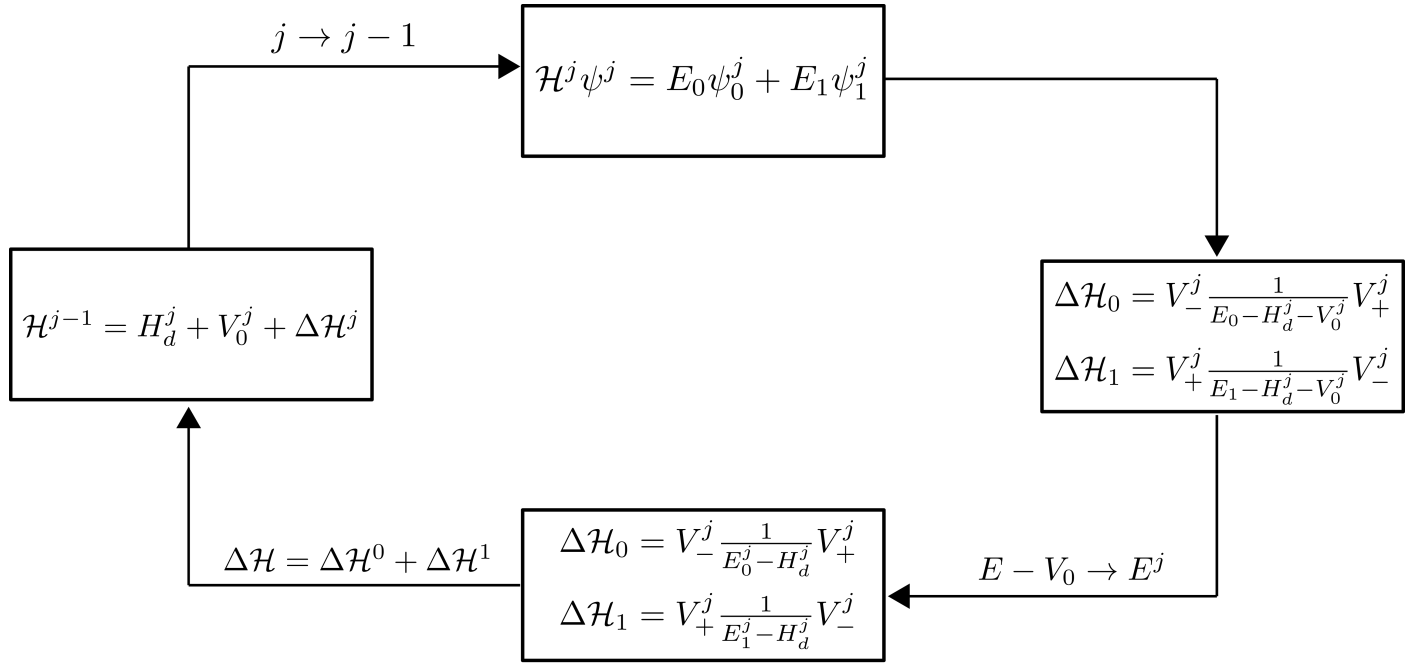 j → j − 1
ℋ^j ψ^j = E_0 ψ_0^j + E_1 ψ_1^j
Δℋ_0 = V_-^j \frac{1}{E_0 − H_d^j − V_0^j} V_+^j
Δℋ_1 = V_+^j \frac{1}{E_1 − H_d^j − V_0^j} V_-^j
E − V_0 → E^j
Δℋ_0 = V_-^j \frac{1}{E_0^j − H_d^j} V_+^j
Δℋ_1 = V_+^j \frac{1}{E_1^j − H_d^j} V_-^j
Δℋ = Δℋ^0 + Δℋ^1
ℋ^{j−1} = H_d^j + V_0^j + Δℋ^j